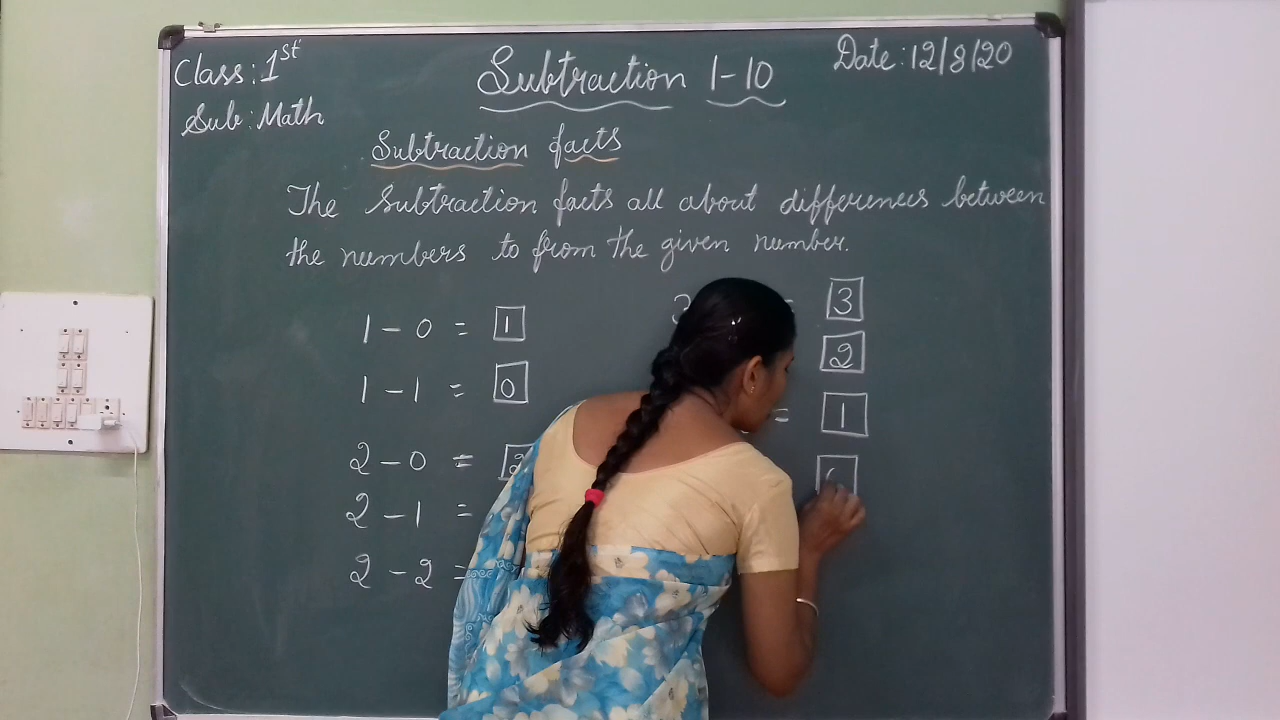 Class: 1st
Subtraction 1-10
Date: 12/8/20
Sub: Math
Subtraction facts
The Subtraction facts all about differences between
the numbers to from the given number.
1 - 0 = 1
1 - 1 = 0
2 - 0 = 2
2 - 1 =
2 - 2 =
3 = 3
2
= 1